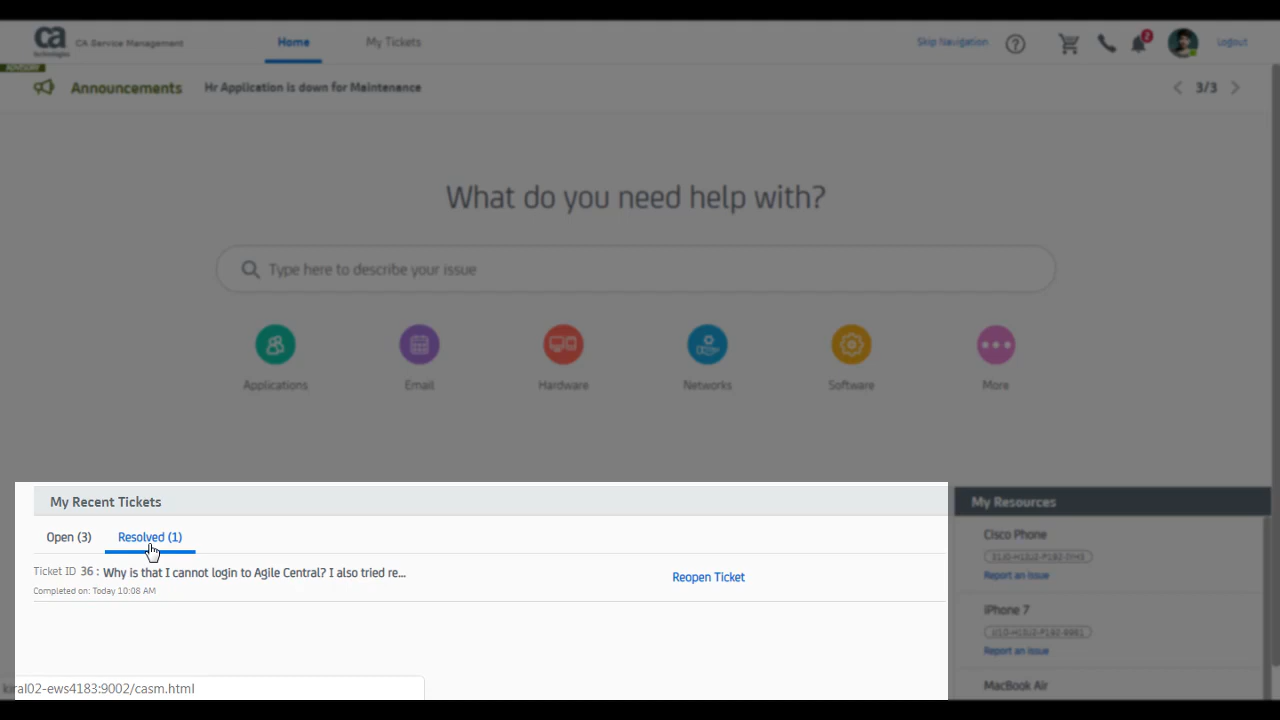 ca
technologies
CA Service Management
Home
My Tickets
Skip Navigation
?
2
Logout
ADVISORY
Announcements
Hr Application is down for Maintenance
3/3
What do you need help with?
Type here to describe your issue
Applications
Email
Hardware
Networks
Software
More
My Recent Tickets
Open (3)
Resolved (1)
Ticket ID 36 : Why is that I cannot login to Agile Central? I also tried re...
Completed on: Today 10:08 AM
Reopen Ticket
My Resources
Cisco Phone
Report an Issue
iPhone 7
Report an Issue
MacBook Air
kiral02-ews4183:9002/casm.html